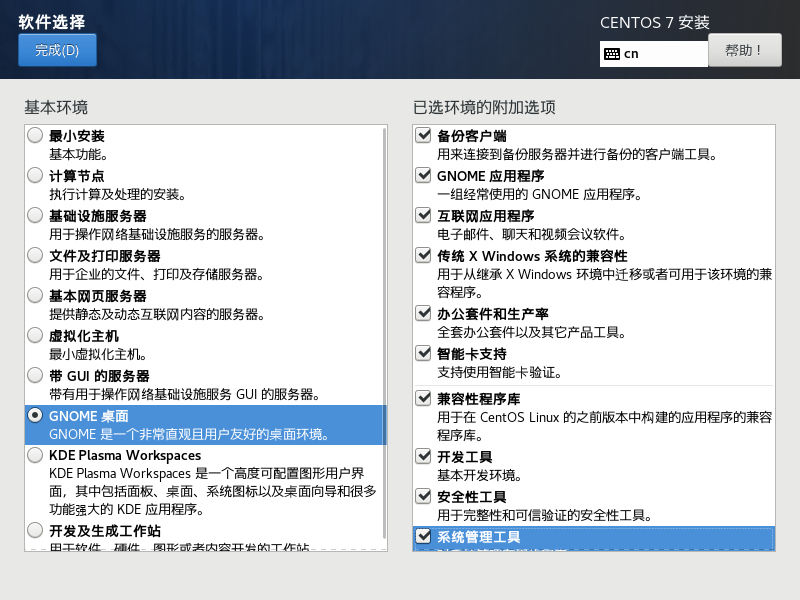 软件选择
完成(D)
CENTOS 7 安装
cn
帮助！
基本环境
最小安装
基本功能。
计算节点
执行计算及处理的安装。
基础设施服务器
用于操作网络基础设施服务的服务器。
文件及打印服务器
用于企业的文件、打印及存储服务器。
基本网页服务器
提供静态及动态互联网内容的服务器。
虚拟化主机
最小虚拟化主机。
带 GUI 的服务器
带有用于操作网络基础设施服务 GUI 的服务器。
GNOME 桌面
GNOME 是一个非常直观且用户友好的桌面环境。
KDE Plasma Workspaces
KDE Plasma Workspaces 是一个高度可配置图形用户界
面，其中包括面板、桌面、系统图标以及桌面向导和很多
功能强大的 KDE 应用程序。
开发及生成工作站
用于软件、硬件、图形或者内容开发的工作站。
已选环境的附加选项
备份客户端
用来连接到备份服务器并进行备份的客户端工具。
GNOME 应用程序
一组经常使用的 GNOME 应用程序。
互联网应用程序
电子邮件、聊天和视频会议软件。
传统 X Windows 系统的兼容性
用于从继承 X Windows 环境中迁移或者可用于该环境的兼
容程序。
办公套件和生产率
全套办公套件以及其它产品工具。
智能卡支持
支持使用智能卡验证。
兼容性程序库
用于在 CentOS Linux 的之前版本中构建的应用程序的兼容
程序库。
开发工具
基本开发环境。
安全性工具
用于完整性和可信验证的安全性工具。
系统管理工具